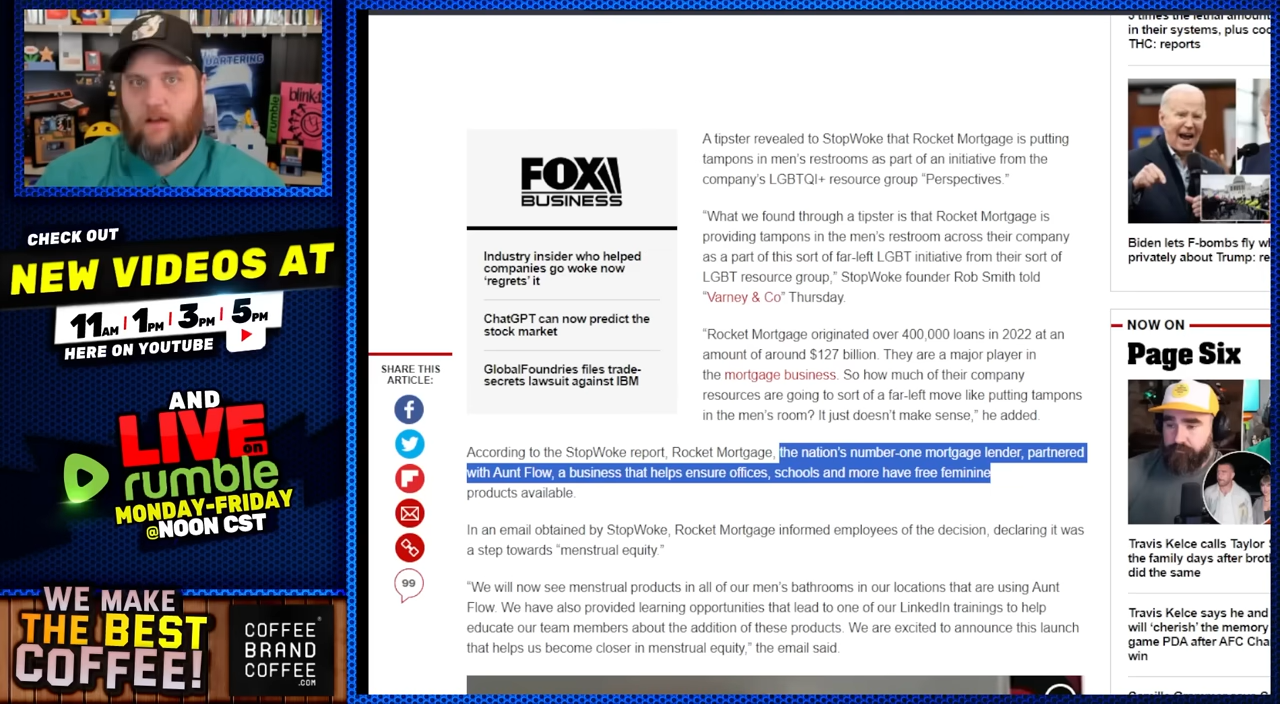 QUARTERING
rumble
blink
CHECK OUT
NEW VIDEOS AT
11AM | 1PM | 3PM | 5PM
HERE ON YOUTUBE
AND
LIVE
on
rumble
MONDAY-FRIDAY
@NOON CST
WE MAKE
THE BEST
COFFEE!
COFFEE
BRAND
COFFEE
.COM
FOX
BUSINESS
Industry insider who helped
companies go woke now
‘regrets’ it
ChatGPT can now predict the
stock market
GlobalFoundries files trade-
secrets lawsuit against IBM
SHARE THIS
ARTICLE:
99
A tipster revealed to StopWoke that Rocket Mortgage is putting
tampons in men’s restrooms as part of an initiative from the
company’s LGBTQI+ resource group “Perspectives.”
“What we found through a tipster is that Rocket Mortgage is
providing tampons in the men’s restroom across their company
as a part of this sort of far-left LGBT initiative from their sort of
LGBT resource group,” StopWoke founder Rob Smith told
“Varney & Co” Thursday.
“Rocket Mortgage originated over 400,000 loans in 2022 at an
amount of around $127 billion. They are a major player in
the mortgage business. So how much of their company
resources are going to sort of a far-left move like putting tampons
in the men’s room? It just doesn’t make sense,” he added.
According to the StopWoke report, Rocket Mortgage, the nation’s number-one mortgage lender, partnered
with Aunt Flow, a business that helps ensure offices, schools and more have free feminine
products available.
In an email obtained by StopWoke, Rocket Mortgage informed employees of the decision, declaring it was
a step towards “menstrual equity.”
“We will now see menstrual products in all of our men’s bathrooms in our locations that are using Aunt
Flow. We have also provided learning opportunities that lead to one of our LinkedIn trainings to help
educate our team members about the addition of these products. We are excited to announce this launch
that helps us become closer in menstrual equity,” the email said.
5 times the lethal amount
in their systems, plus coc
THC: reports
Biden lets F-bombs fly w
privately about Trump: re
NOW ON
Page Six
Travis Kelce calls Taylor
the family days after brot
did the same
Travis Kelce says he and
will ‘cherish’ the memory
game PDA after AFC Cha
win